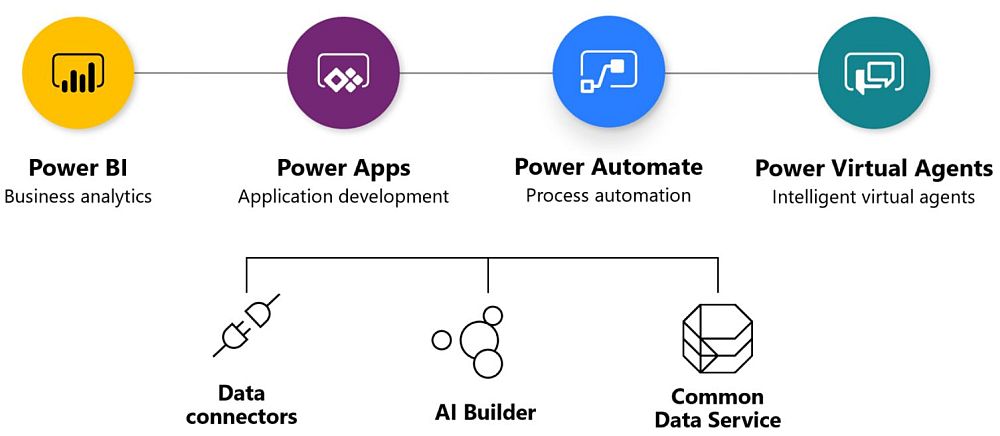 Power BI
Business analytics
Power Apps
Application development
Power Automate
Process automation
Power Virtual Agents
Intelligent virtual agents
Data
connectors
AI Builder
Common
Data Service